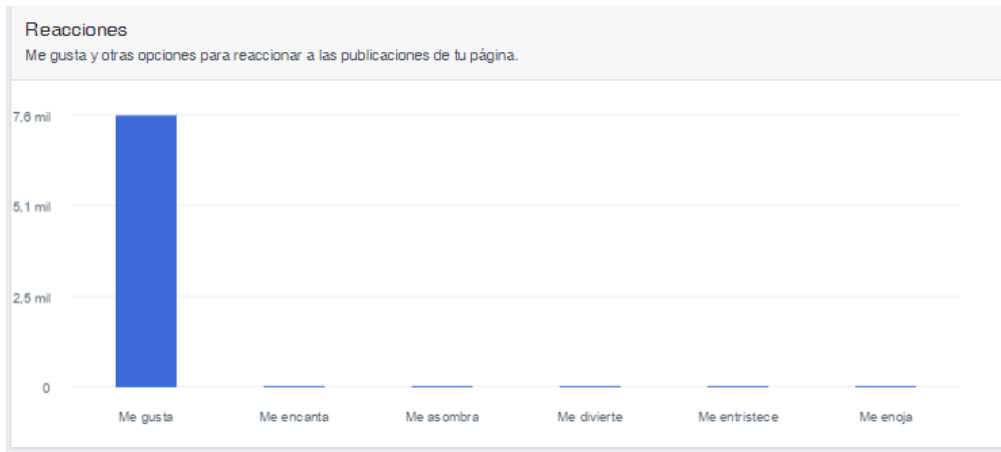 Reacciones
Me gusta y otras opciones para reaccionar a las publicaciones de tu página.
7,6 mil
5,1 mil
2,5 mil
0
Me gusta Me encanta Me asombra Me divierte Me entristece Me enoja